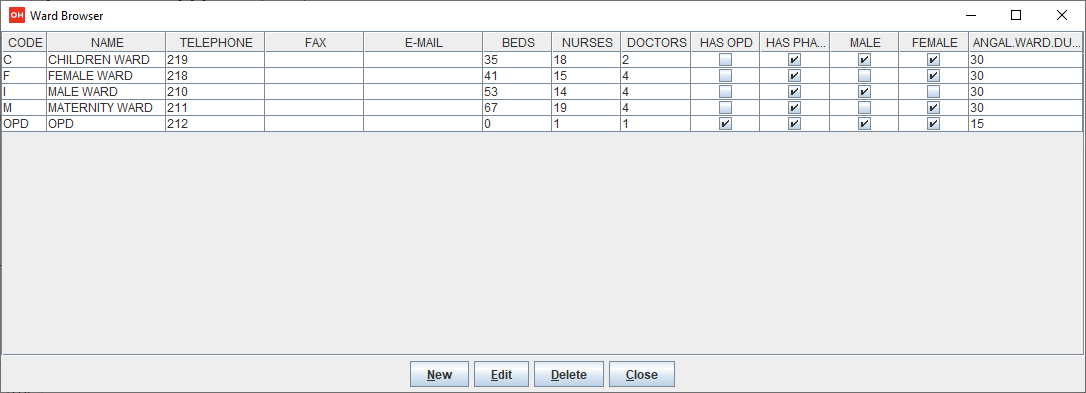 OH Ward Browser
CODE NAME TELEPHONE FAX E-MAIL BEDS NURSES DOCTORS HAS OPD HAS PHA... MALE FEMALE ANGAL.WARD.DU...
C CHILDREN WARD 219 35 18 2 30
F FEMALE WARD 218 41 15 4 30
I MALE WARD 210 53 14 4 30
M MATERNITY WARD 211 67 19 4 30
OPD OPD 212 0 1 1 15
New Edit Delete Close